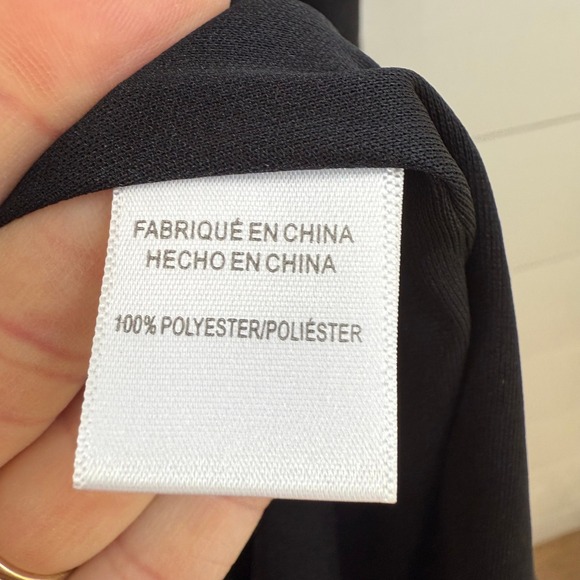 FABRIQUÉ EN CHINA
HECHO EN CHINA
100% POLYESTER/POLIÉSTER